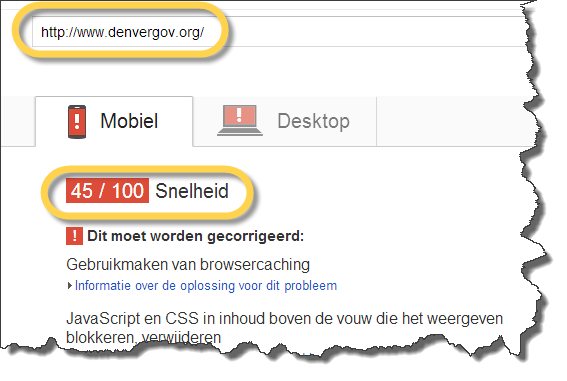 http://www.denvergov.org/
Mobiel
Desktop
45 / 100 Snelheid
! Dit moet worden gecorrigeerd:
Gebruikmaken van browsercaching
Informatie over de oplossing voor dit probleem
JavaScript en CSS in inhoud boven de vouw die het weergeven
blokkeren, verwijderen